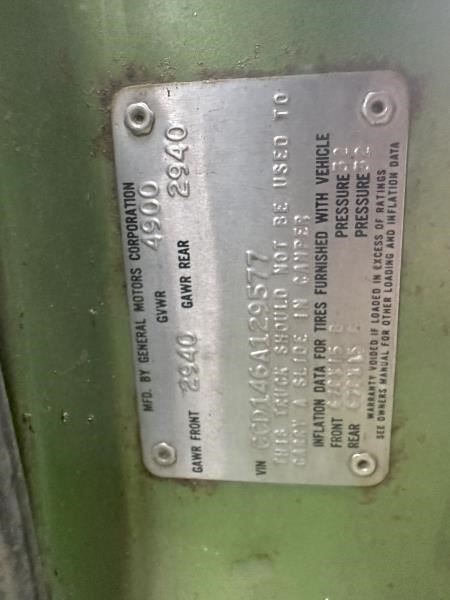 MFD. BY GENERAL MOTORS CORPORATION
GVWR 4900
GAWR FRONT 2940 GAWR REAR 2940
VIN CCD146A129577
THIS TRUCK SHOULD NOT BE USED TO
CARRY A SLIDE IN CAMPER
INFLATION DATA FOR TIRES FURNISHED WITH VEHICLE
FRONT PRESSURE 32
REAR PRESSURE 32
WARRANTY VOIDED IF LOADED IN EXCESS OF RATINGS
SEE OWNERS MANUAL FOR OTHER LOADING AND INFLATION DATA